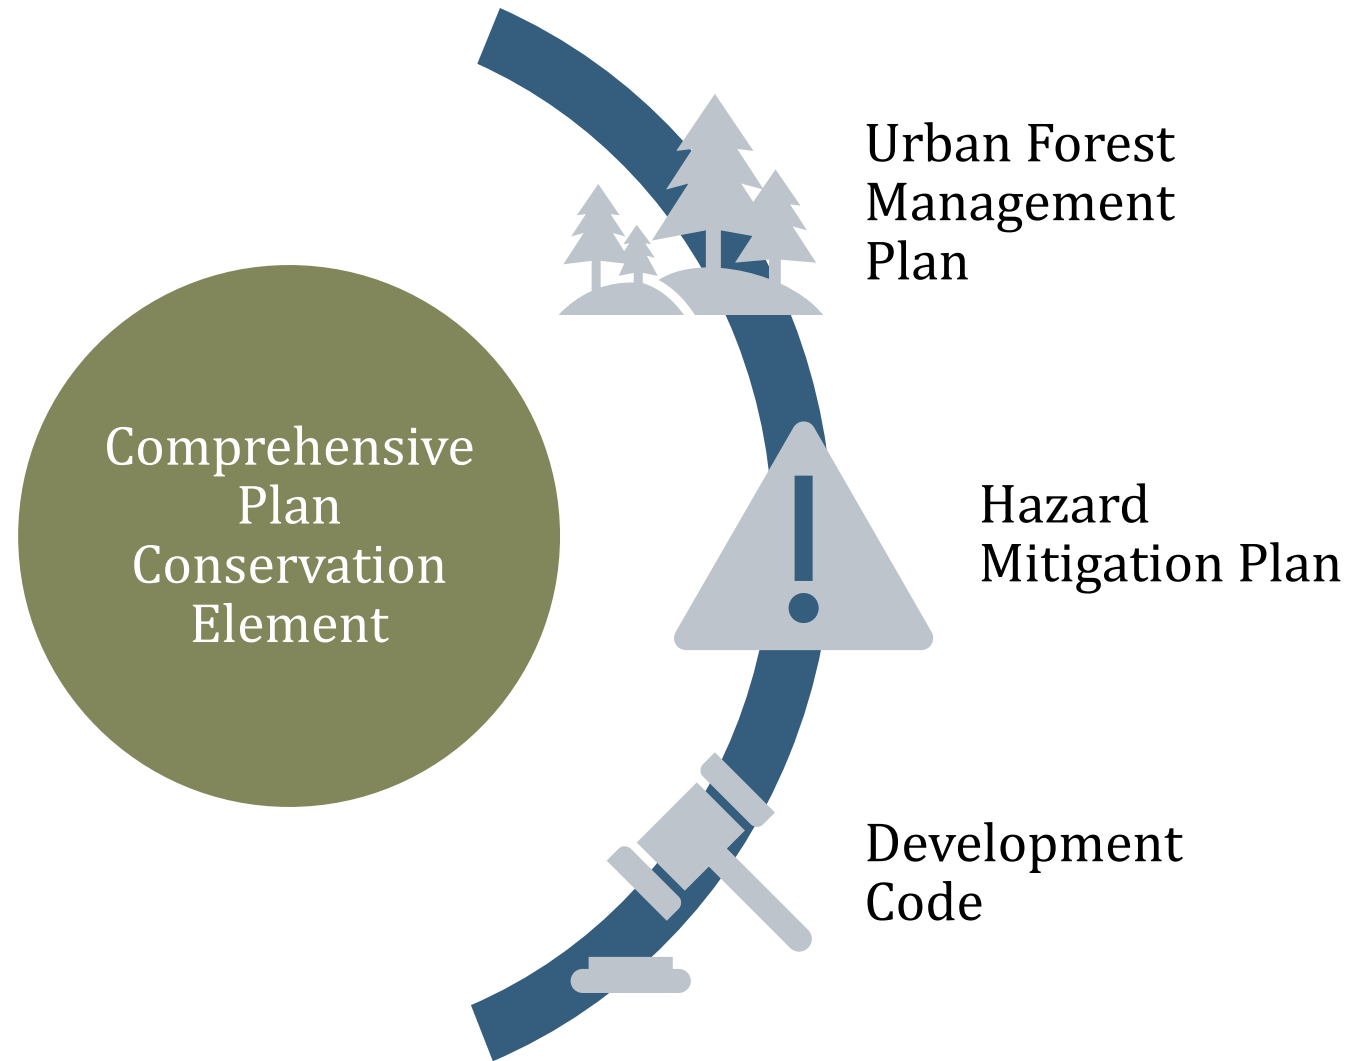 Comprehensive
Plan
Conservation
Element
Urban Forest
Management
Plan
Hazard
Mitigation Plan
Development
Code